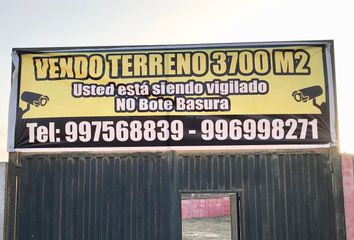 VENDO TERRENO 3700 M2
Usted está siendo vigilado
NO Bote Basura
Tel: 997568839 - 996998271